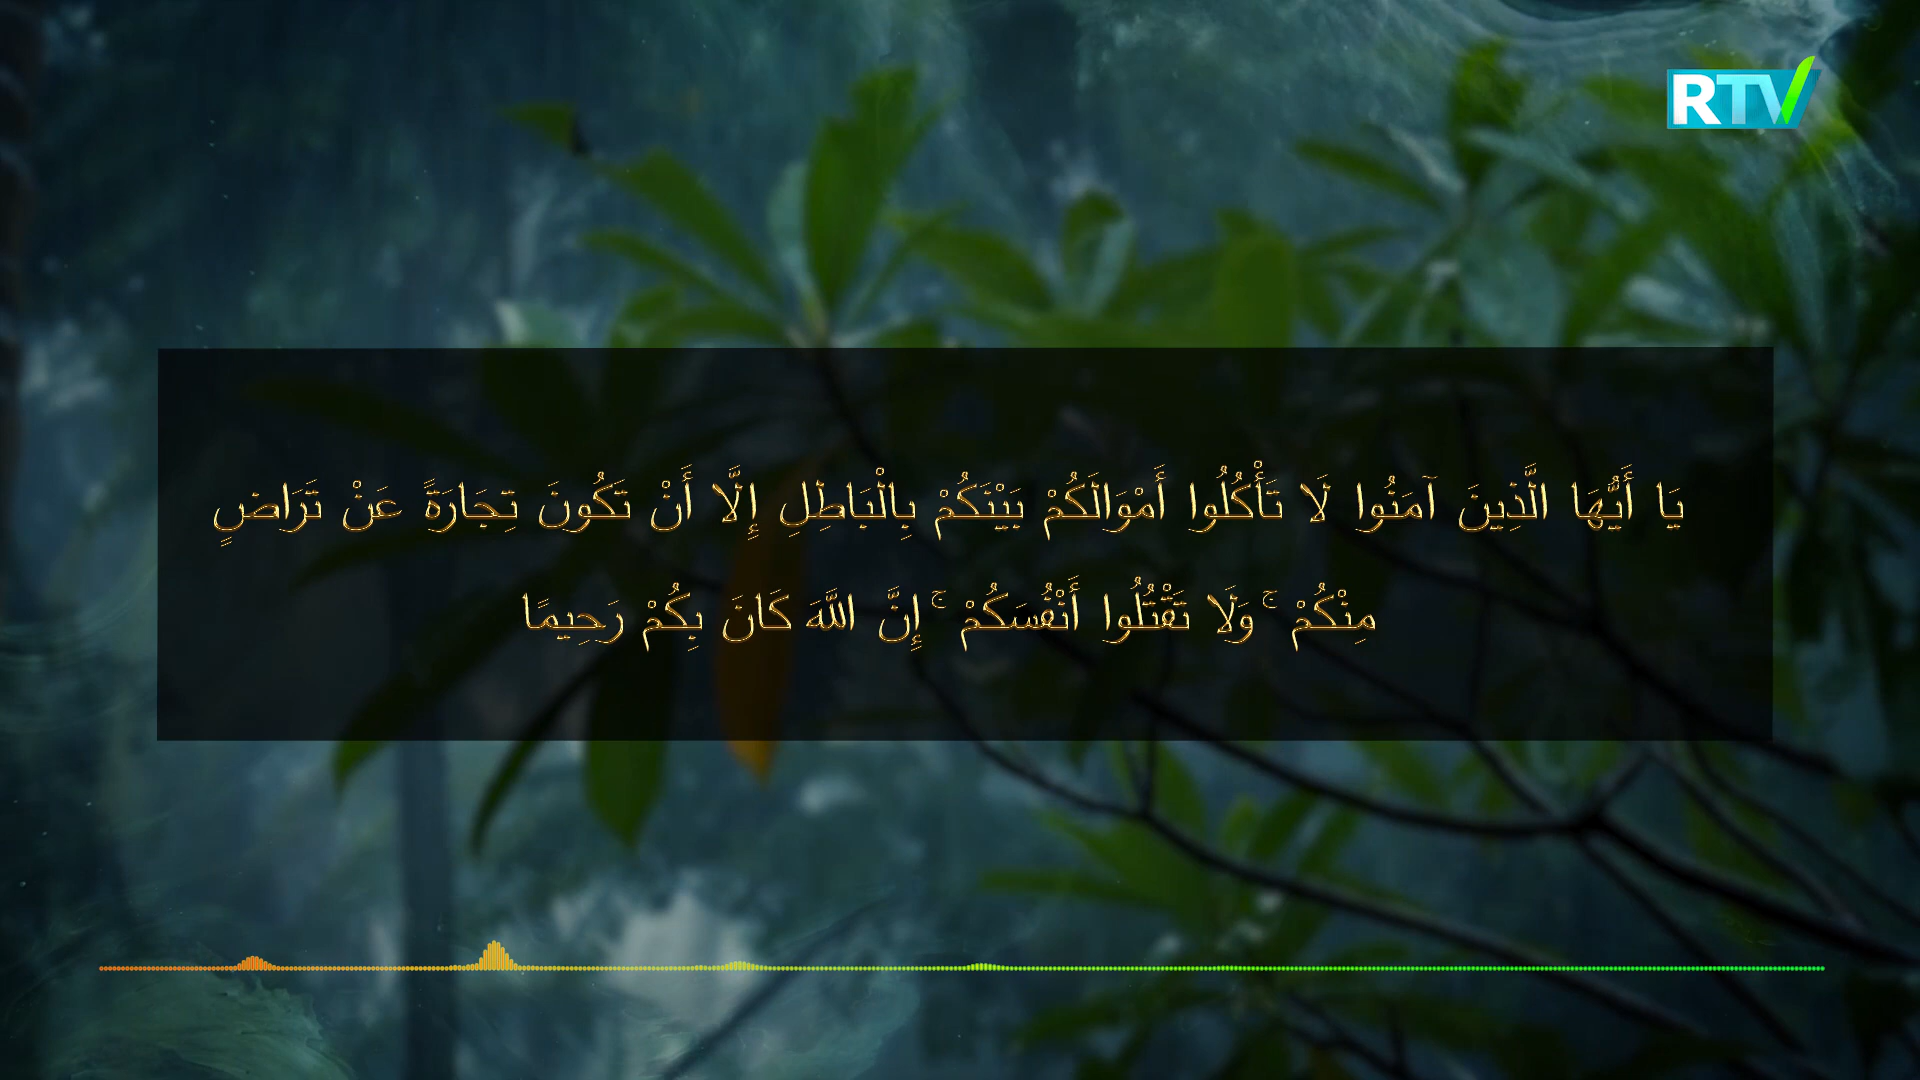 RTV
يَا أَيُّهَا الَّذِينَ آمَنُوا لَا تَأْكُلُوا أَمْوَالَكُمْ بَيْنَكُمْ بِالْبَاطِلِ إِلَّا أَنْ تَكُونَ تِجَارَةً عَنْ تَرَاضٍ
مِنْكُمْ ۚ وَلَا تَقْتُلُوا أَنْفُسَكُمْ ۚ إِنَّ اللَّهَ كَانَ بِكُمْ رَحِيمًا